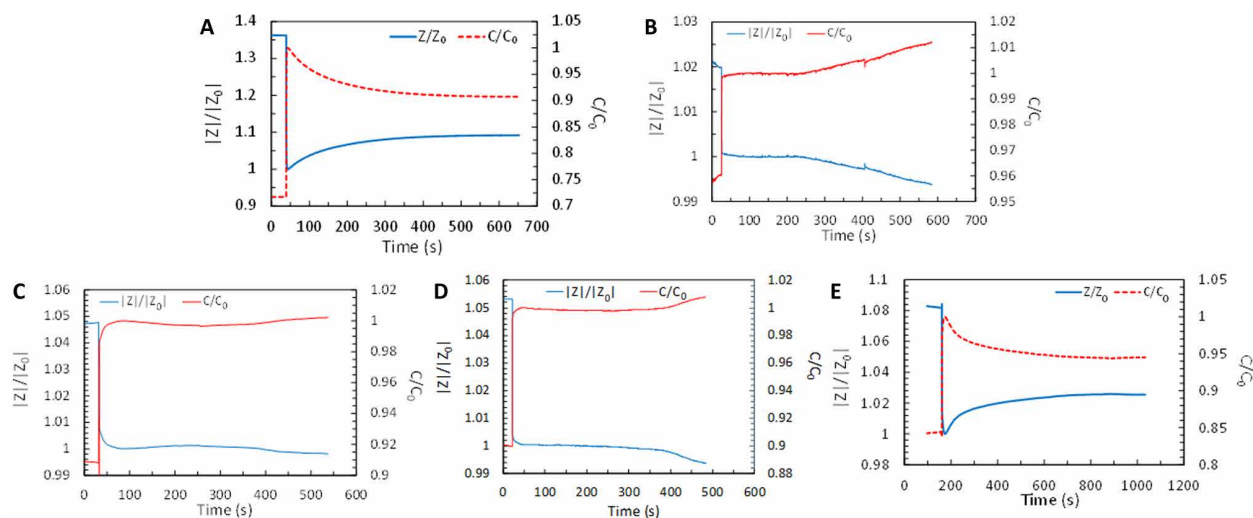 A
Z/Z₀
C/C₀
|Z|/|Z₀|
1.4
1.3
1.2
1.1
1
0.9
1.05
1
0.95
0.9
0.85
0.8
0.75
0.7
C/C₀
0 100 200 300 400 500 600 700
Time (s)
B
|Z|/|Z₀|
C/C₀
|Z|/|Z₀|
1.03
1.02
1.01
1
0.99
1.02
1.01
1.00
0.99
0.98
0.97
0.96
0.95
C/C₀
0 100 200 300 400 500 600 700
Time (s)
C
|Z|/|Z₀|
C/C₀
|Z|/|Z₀|
1.06
1.05
1.04
1.03
1.02
1.01
1
0.99
1.02
1
0.98
0.96
0.94
0.92
0.9
C/C₀
0 100 200 300 400 500 600
Time (s)
D
|Z|/|Z₀|
C/C₀
|Z|/|Z₀|
1.06
1.05
1.04
1.03
1.02
1.01
1.00
0.99
1.02
1
0.98
0.96
0.94
0.92
0.9
0.88
C/C₀
0 100 200 300 400 500 600
Time (s)
E
Z/Z₀
C/C₀
|Z|/|Z₀|
1.1
1.08
1.06
1.04
1.02
1
0.98
1.05
1
0.95
0.9
0.85
0.8
C/C₀
0 200 400 600 800 1000 1200
Time (s)